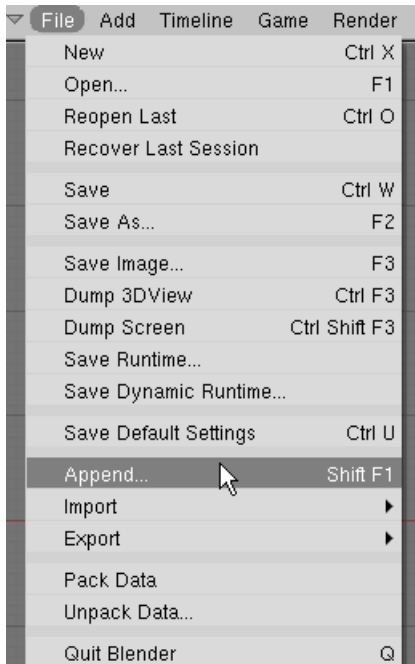 File Add Timeline Game Render
New Ctrl X
Open... F1
Reopen Last Ctrl O
Recover Last Session
Save Ctrl W
Save As... F2
Save Image... F3
Dump 3DView Ctrl F3
Dump Screen Ctrl Shift F3
Save Runtime...
Save Dynamic Runtime...
Save Default Settings Ctrl U
Append... Shift F1
Import
Export
Pack Data
Unpack Data...
Quit Blender Q